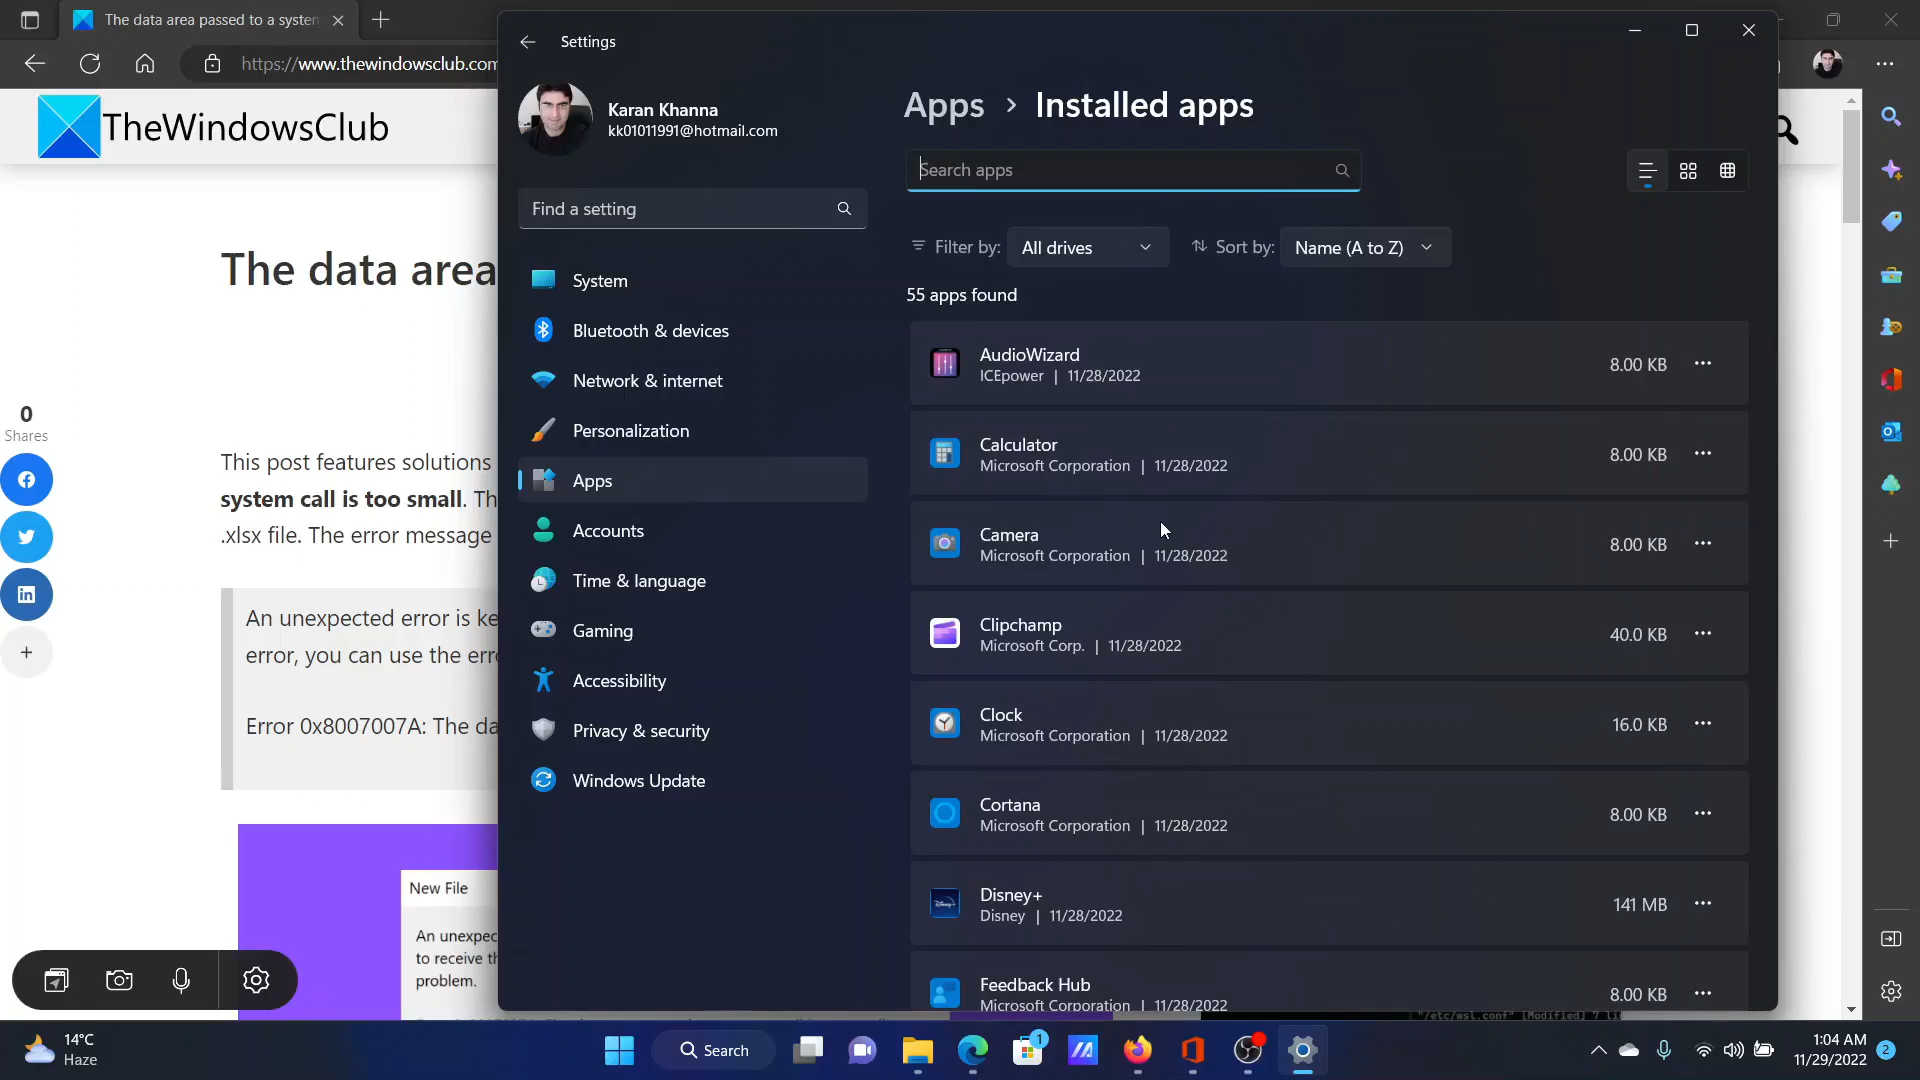 The data area passed to a system
https://www.thewindowsclub.com
TheWindowsClub
The data area
0
Shares
This post features solutions
system call is too small. Th
.xlsx file. The error message
An unexpected error is ke
error, you can use the erro
Error 0x8007007A: The da
New File
An unexpec
to receive th
problem.
Settings
Karan Khanna
kk01011991@hotmail.com
Find a setting
System
Bluetooth & devices
Network & internet
Personalization
Apps
Accounts
Time & language
Gaming
Accessibility
Privacy & security
Windows Update
Apps > Installed apps
Search apps
Filter by: All drives Sort by: Name (A to Z)
55 apps found
AudioWizard
ICEpower | 11/28/2022
8.00 KB
Calculator
Microsoft Corporation | 11/28/2022
8.00 KB
Camera
Microsoft Corporation | 11/28/2022
8.00 KB
Clipchamp
Microsoft Corp. | 11/28/2022
40.0 KB
Clock
Microsoft Corporation | 11/28/2022
16.0 KB
Cortana
Microsoft Corporation | 11/28/2022
8.00 KB
Disney+
Disney | 11/28/2022
141 MB
Feedback Hub
Microsoft Corporation | 11/28/2022
8.00 KB
"/etc/wsl.conf" [Modified] 7 li
14°C
Haze
Search
1
1:04 AM
11/29/2022
2